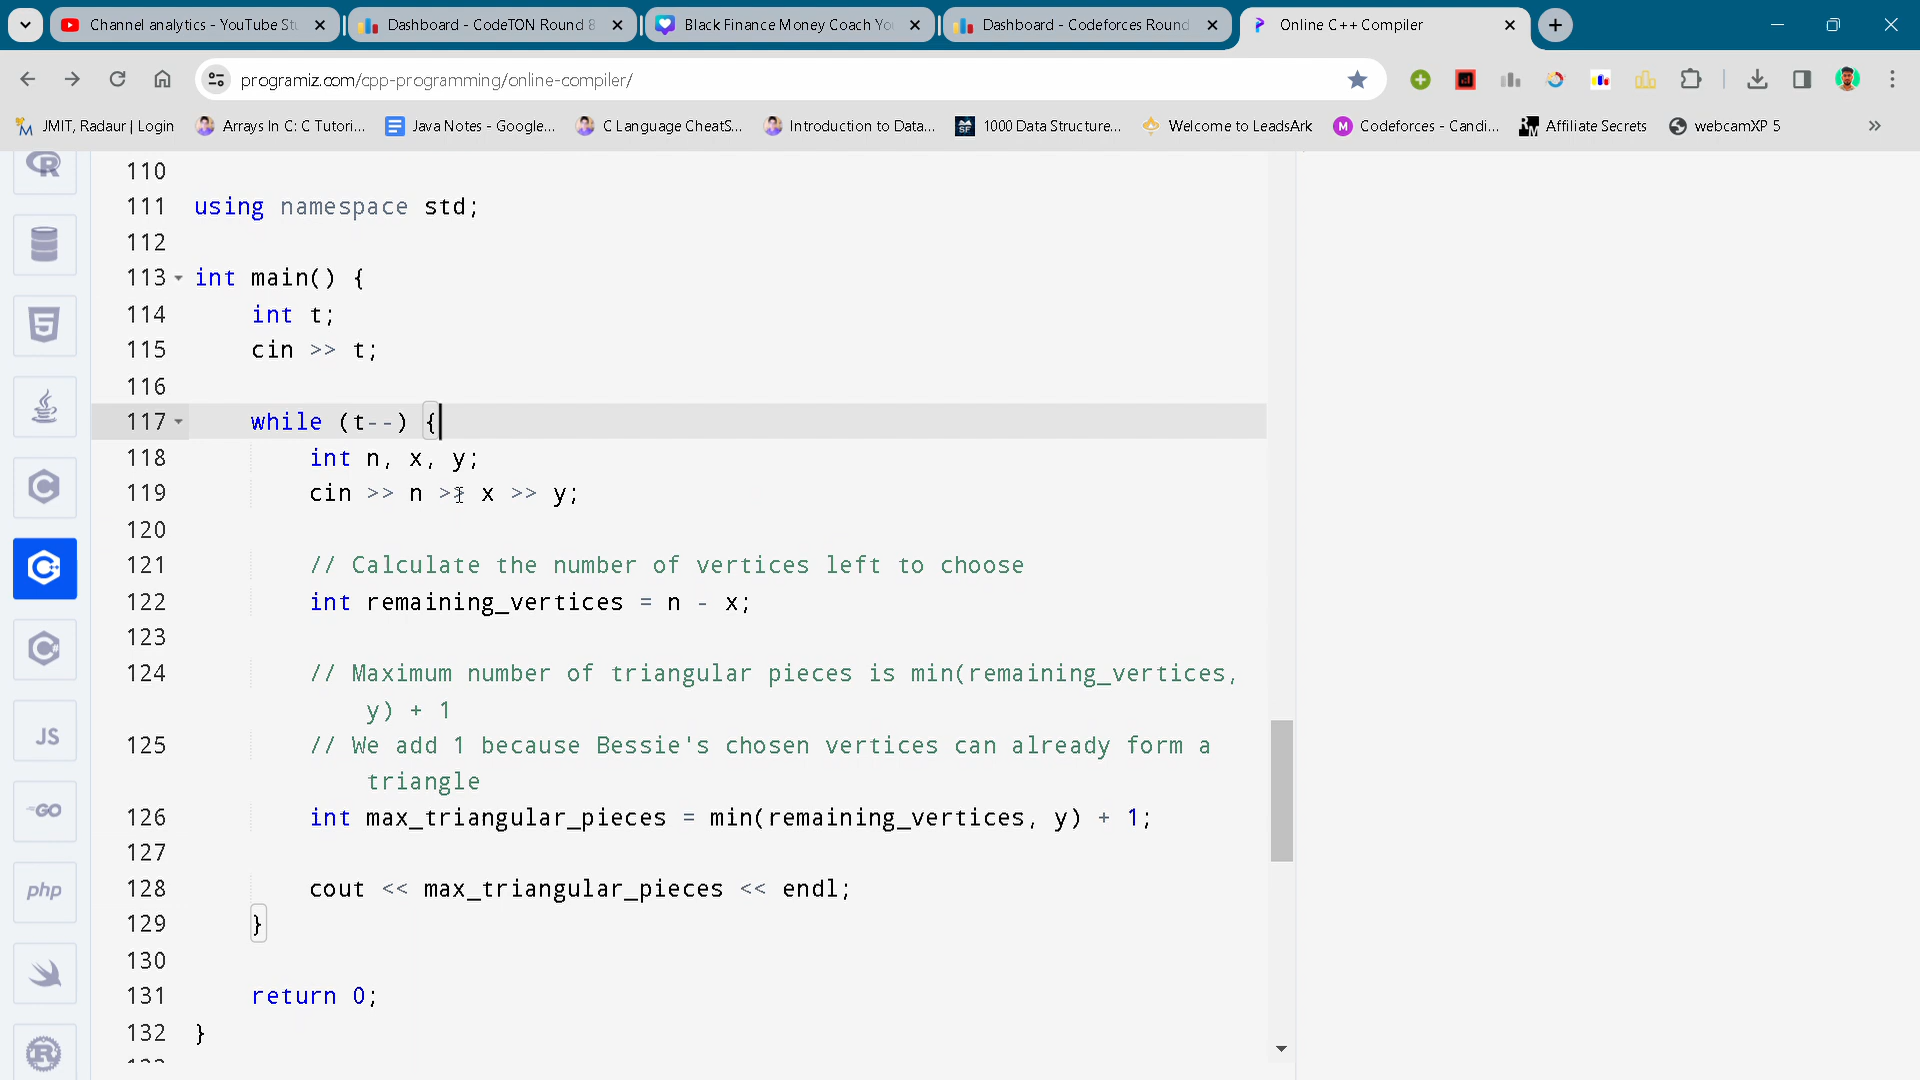 Channel analytics - YouTube Stu
Dashboard - CodeTON Round 8
Black Finance Money Coach Yo
Dashboard - Codeforces Round
Online C++ Compiler
programiz.com/cpp-programming/online-compiler/
JMIT, Radaur | Login
Arrays In C: C Tutori...
Java Notes - Google...
C Language CheatS...
Introduction to Data...
1000 Data Structure...
Welcome to LeadsArk
Codeforces - Candi...
Affiliate Secrets
webcamXP 5
110
111 using namespace std;
112
113 int main() {
114 int t;
115 cin >> t;
116
117 while (t--) {
118 int n, x, y;
119 cin >> n >> x >> y;
120
121 // Calculate the number of vertices left to choose
122 int remaining_vertices = n - x;
123
124 // Maximum number of triangular pieces is min(remaining_vertices,
y) + 1
125 // We add 1 because Bessie's chosen vertices can already form a
triangle
126 int max_triangular_pieces = min(remaining_vertices, y) + 1;
127
128 cout << max_triangular_pieces << endl;
129 }
130
131 return 0;
132 }
JS
GO
php